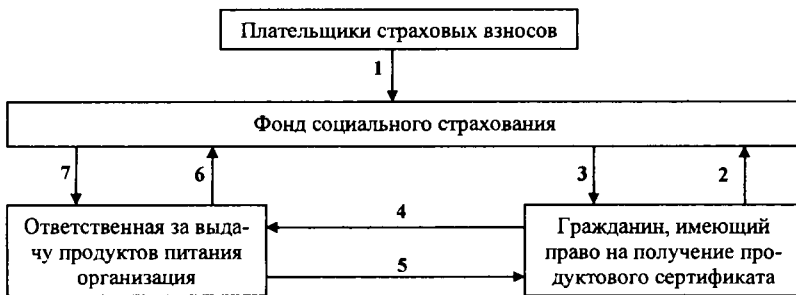 Плательщики страховых взносов
1
Фонд социального страхования
7
6
3
2
Ответственная за выда-
чу продуктов питания
организация
4
5
Гражданин, имеющий
право на получение про-
дуктового сертификата